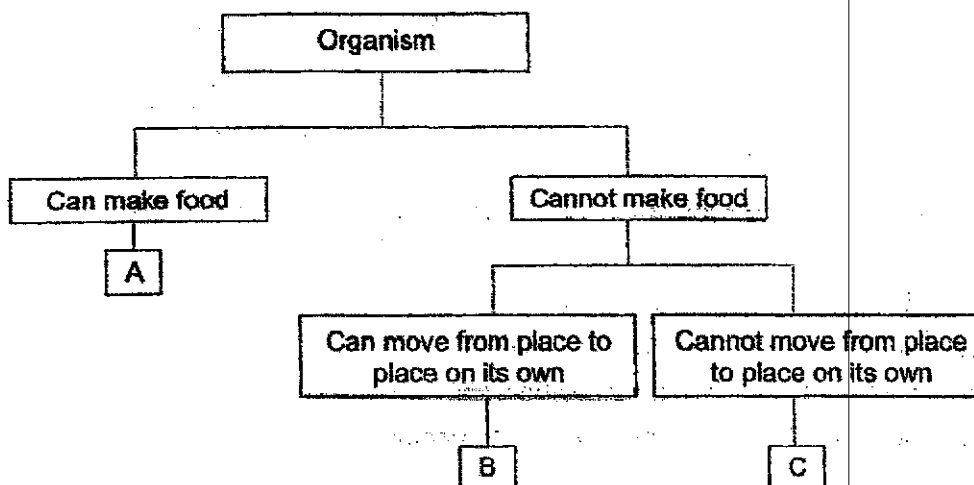 Organism
Can make food
Cannot make food
A
Can move from place to
place on its own
Cannot move from place
to place on its own
B
C